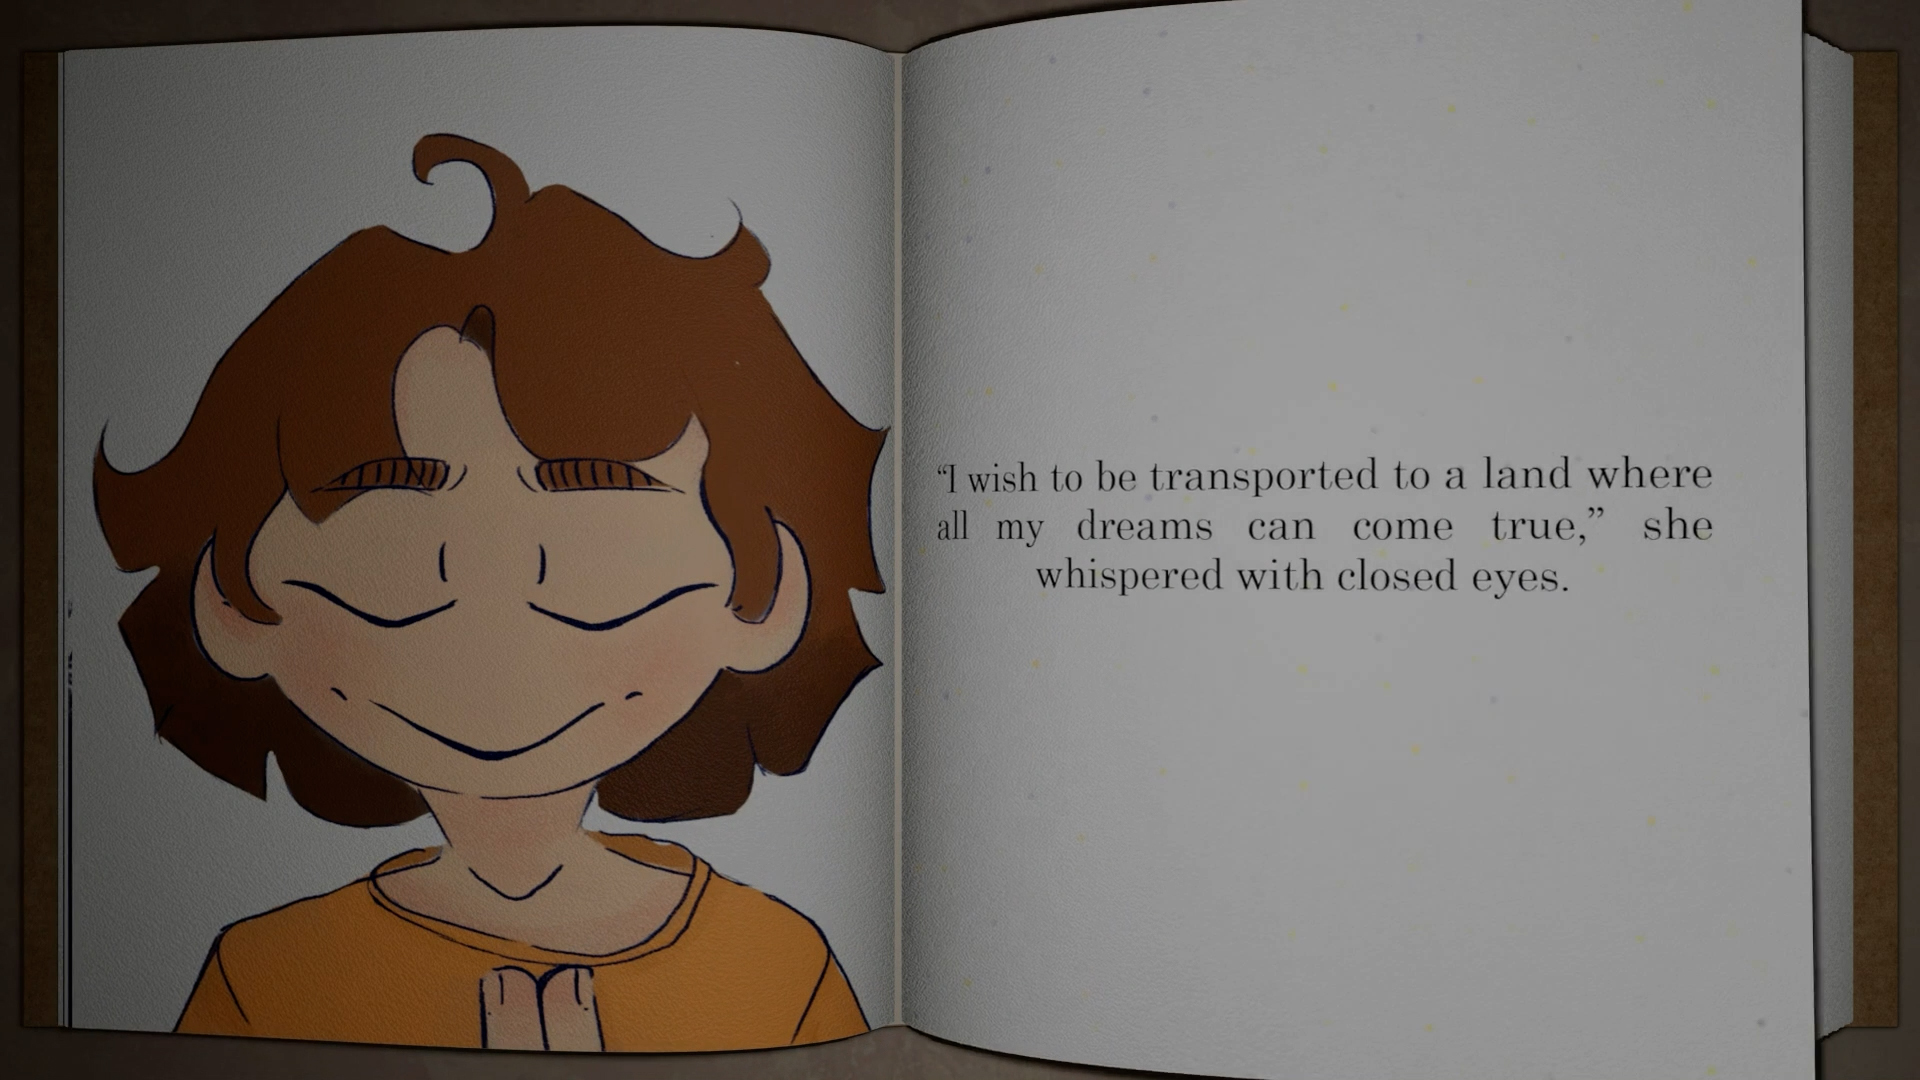 “I wish to be transported to a land where
all my dreams can come true,” she
whispered with closed eyes.